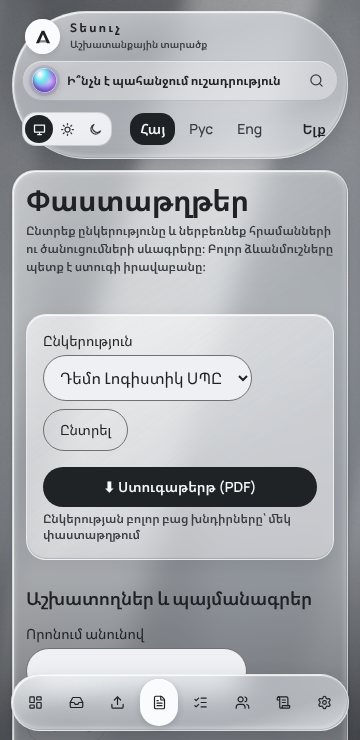 Տեսուչ
Աշխատանքային տարածք
Ի՞նչն է պահանջում ուշադրություն
Հայ Рус Eng Ելք
Փաստաթղթեր
Ընտրեք ընկերությունը և ներբեռնեք հրամանների
ու ծանուցումների սևագրերը։ Բոլոր ձևանմուշները
պետք է ստուգի իրավաբանը։
Ընկերություն
Դեմո Լոգիստիկ ՍՊԸ
Ընտրել
⬇ Ստուգաթերթ (PDF)
Ընկերության բոլոր բաց խնդիրները՝ մեկ
փաստաթղթում
Աշխատողներ և պայմանագրեր
Որոնում անունով